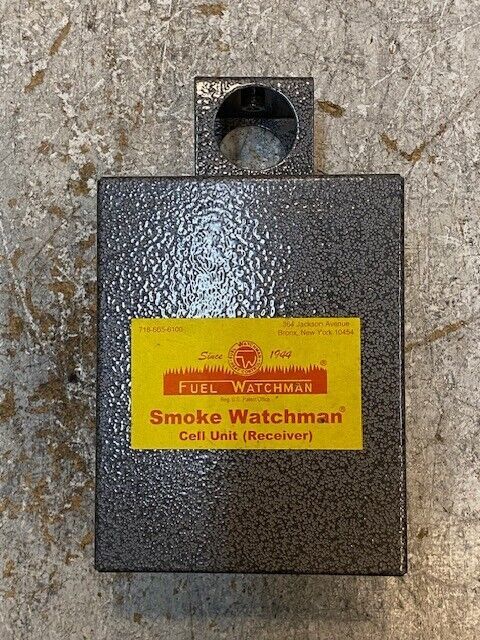 718-665-6100
364 Jackson Avenue
Bronx, New York 10454
Since 1944
FUEL WATCHMAN®
Reg. U.S. Patent Office
Smoke Watchman®
Cell Unit (Receiver)